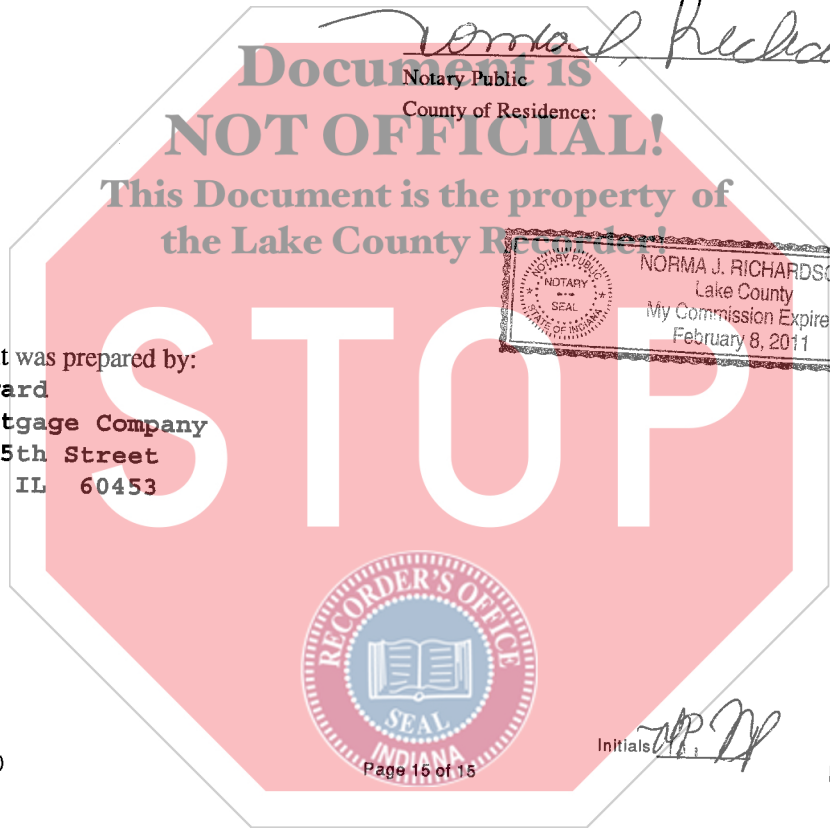 Document is
Notary Public
County of Residence:
NOT OFFICIAL!
This Document is the property of
the Lake County Recorder!
NOTARY PUBLIC
NOTARY
SEAL
STATE OF INDIANA
NORMA J. RICHARDSO
Lake County
My Commission Expire
February 8, 2011
t was prepared by:
ard
tgage Company
5th Street
IL 60453
STOP
RECORDER'S OFFICE
SEAL
INDIANA
Initials
)
Page 15 of 15